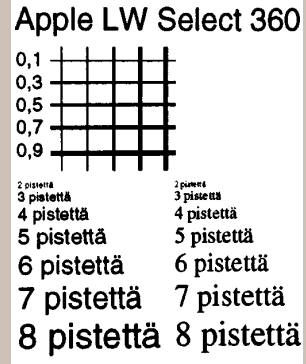 Apple LW Select 360
0,1
0,3
0,5
0,7
0,9
2 pistettä 2 pistettä
3 pistettä 3 pistettä
4 pistettä 4 pistettä
5 pistettä 5 pistettä
6 pistettä 6 pistettä
7 pistettä 7 pistettä
8 pistettä 8 pistettä